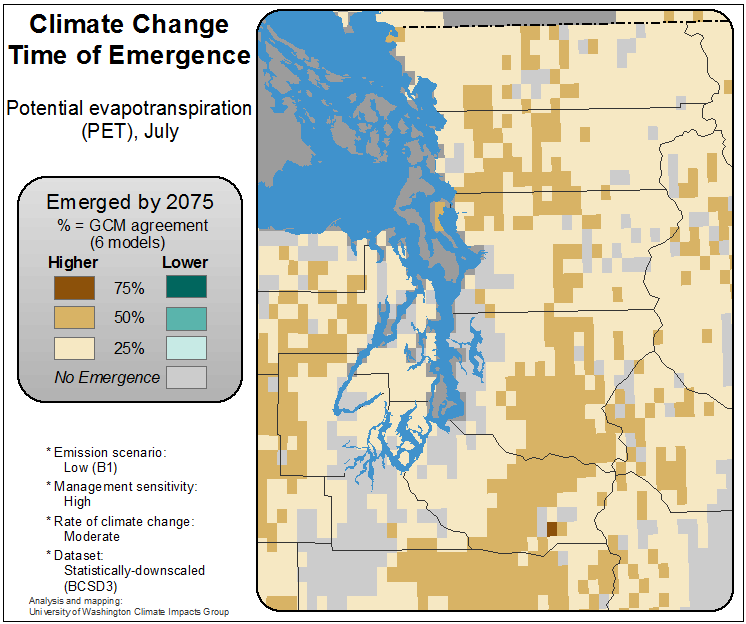 Climate Change
Time of Emergence
Potential evapotranspiration
(PET), July
Emerged by 2075
% = GCM agreement
(6 models)
Higher Lower
75%
50%
25%
No Emergence
* Emission scenario:
Low (B1)
* Management sensitivity:
High
* Rate of climate change:
Moderate
* Dataset:
Statistically-downscaled
(BCSD3)
Analysis and mapping:
University of Washington Climate Impacts Group